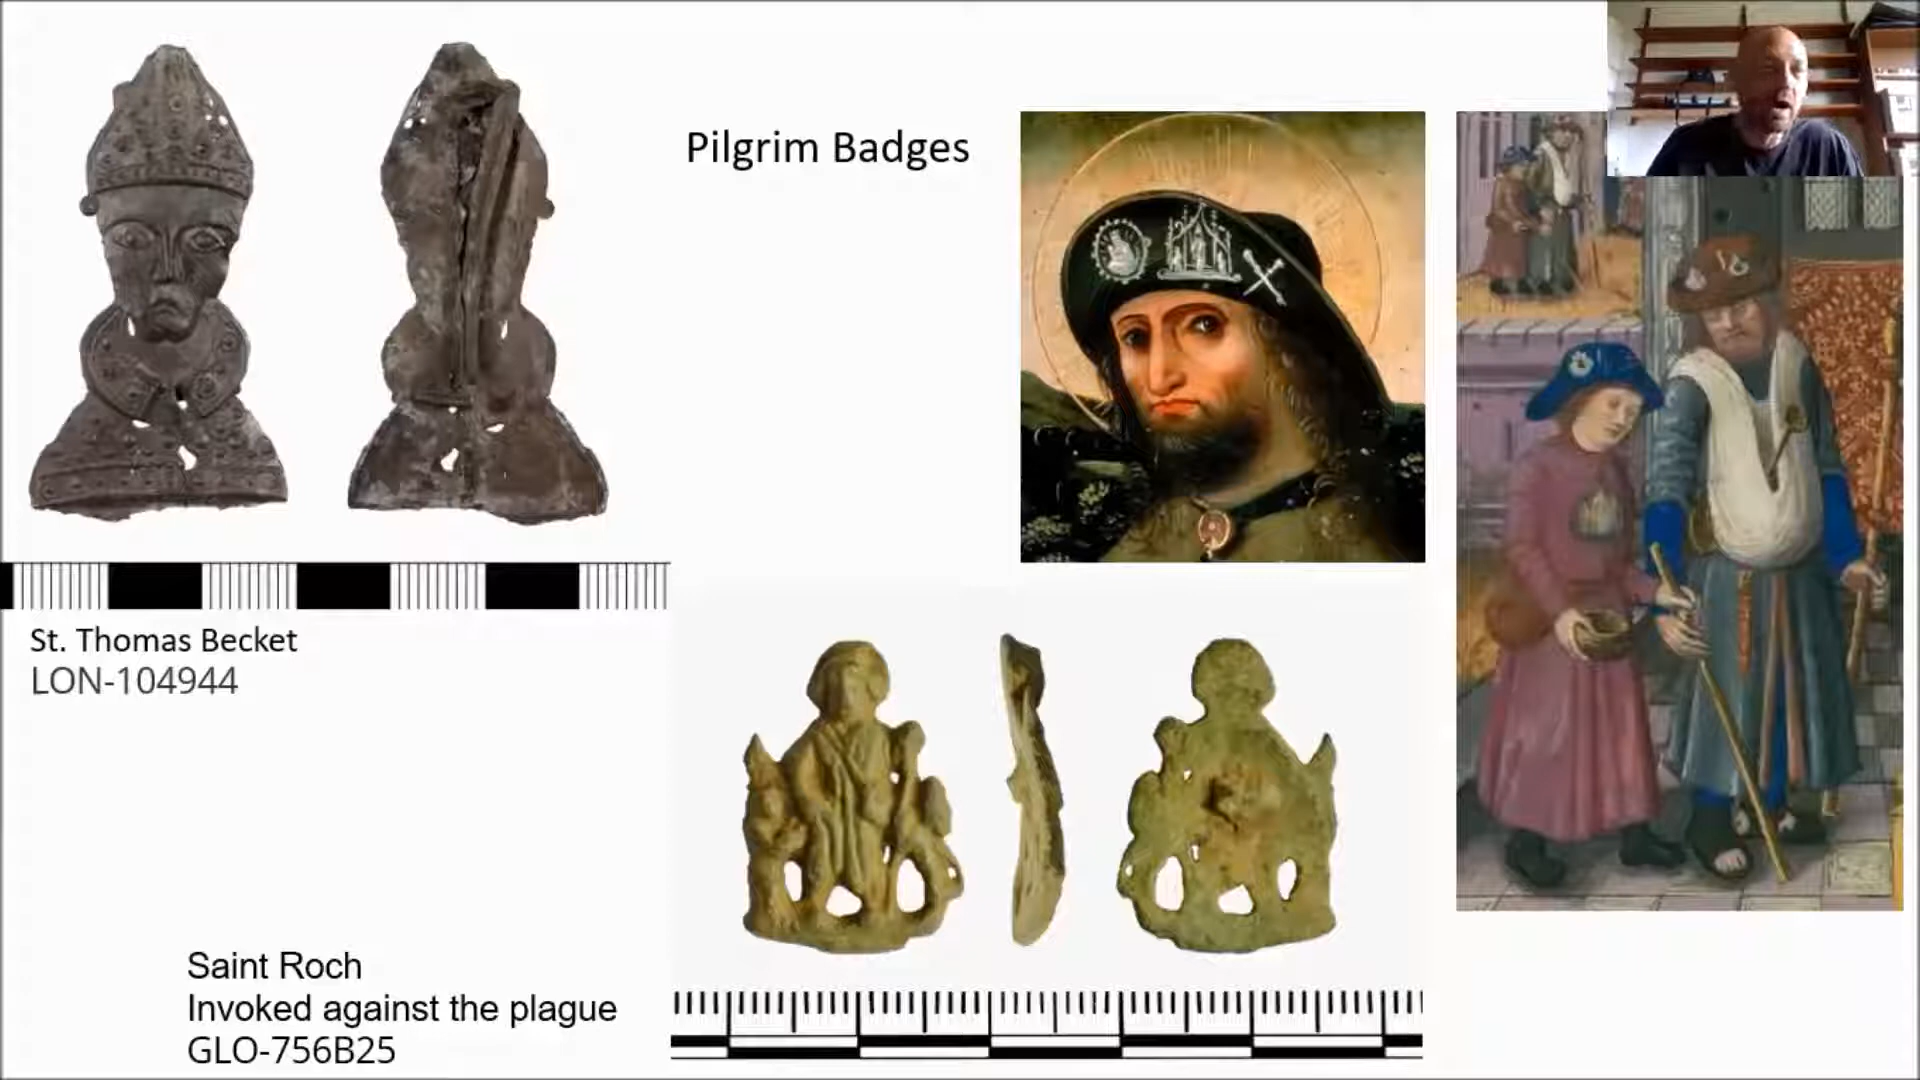 Pilgrim Badges
St. Thomas Becket
LON-104944
Saint Roch
Invoked against the plague
GLO-756B25